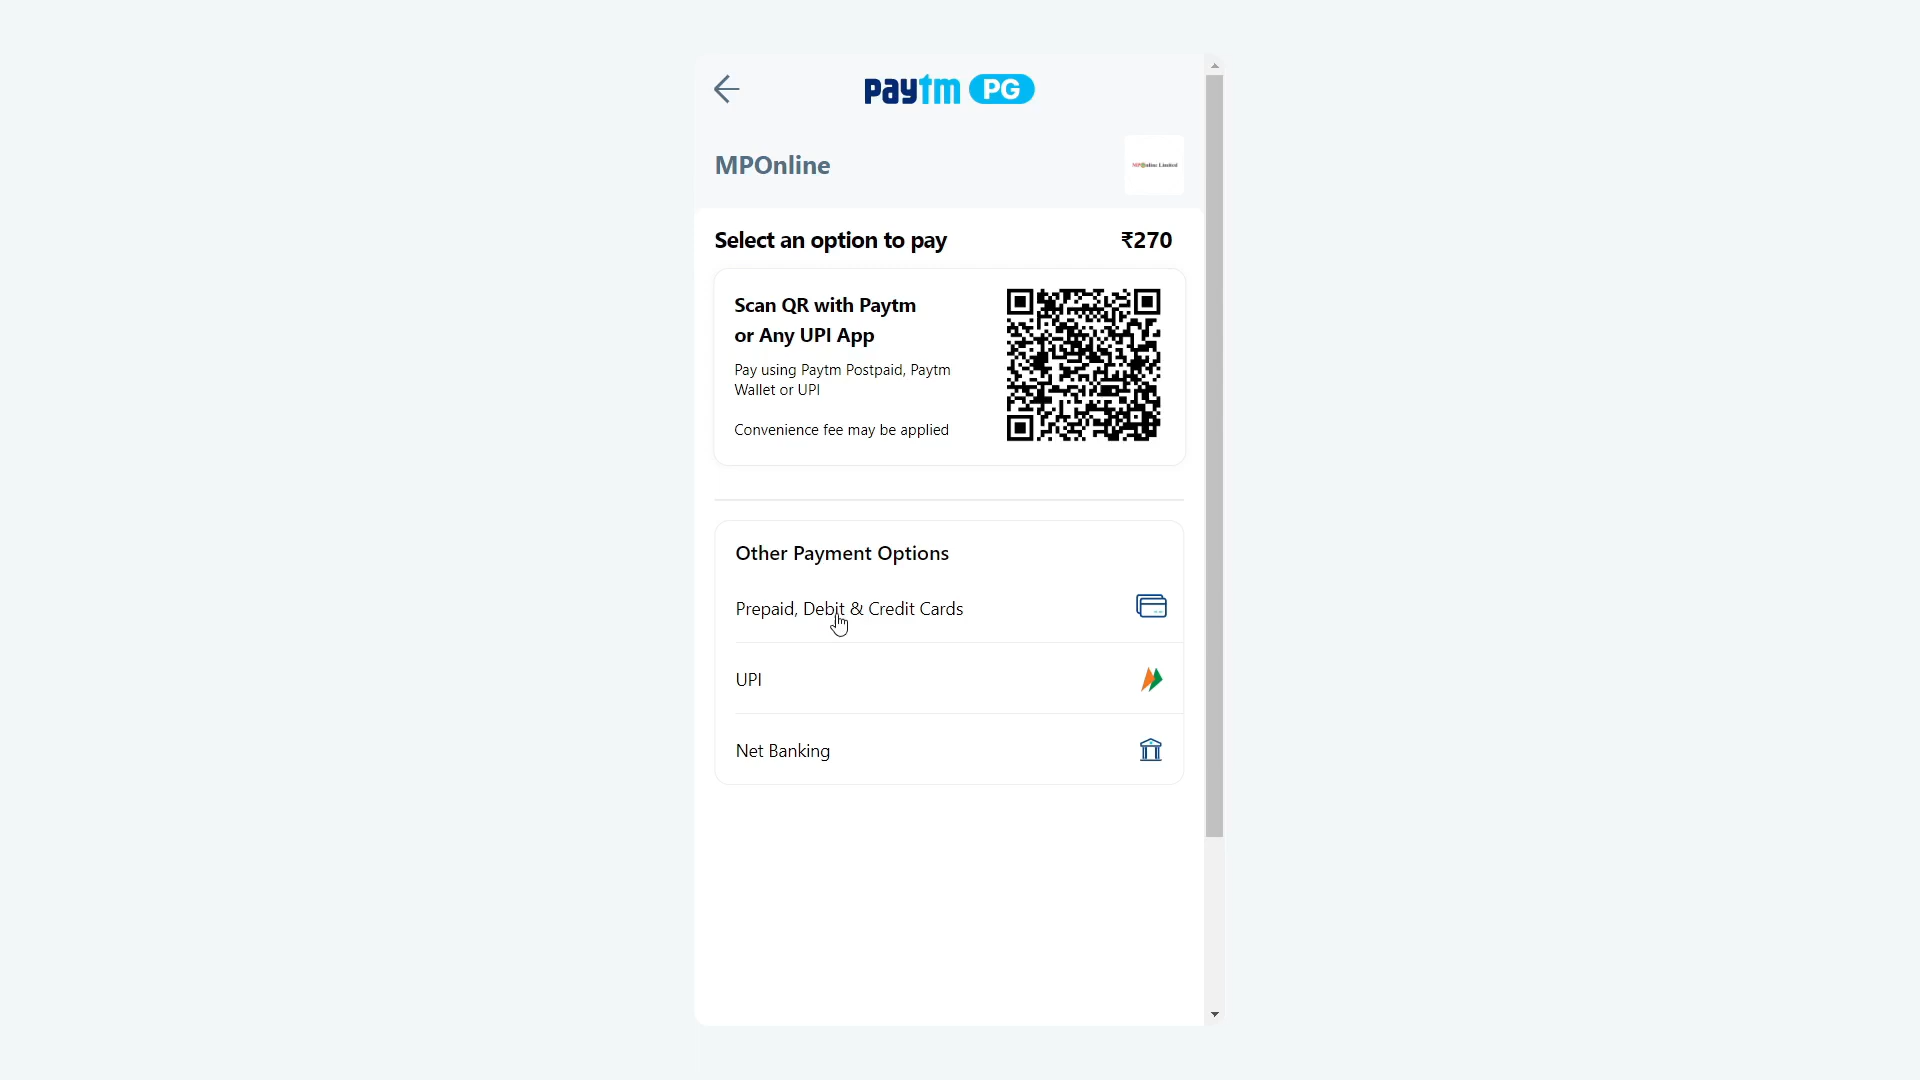 paytm PG
MPOnline
MPOnline Limited
Select an option to pay
₹270
Scan QR with Paytm
or Any UPI App
Pay using Paytm Postpaid, Paytm
Wallet or UPI
Convenience fee may be applied
Other Payment Options
Prepaid, Debit & Credit Cards
UPI
Net Banking